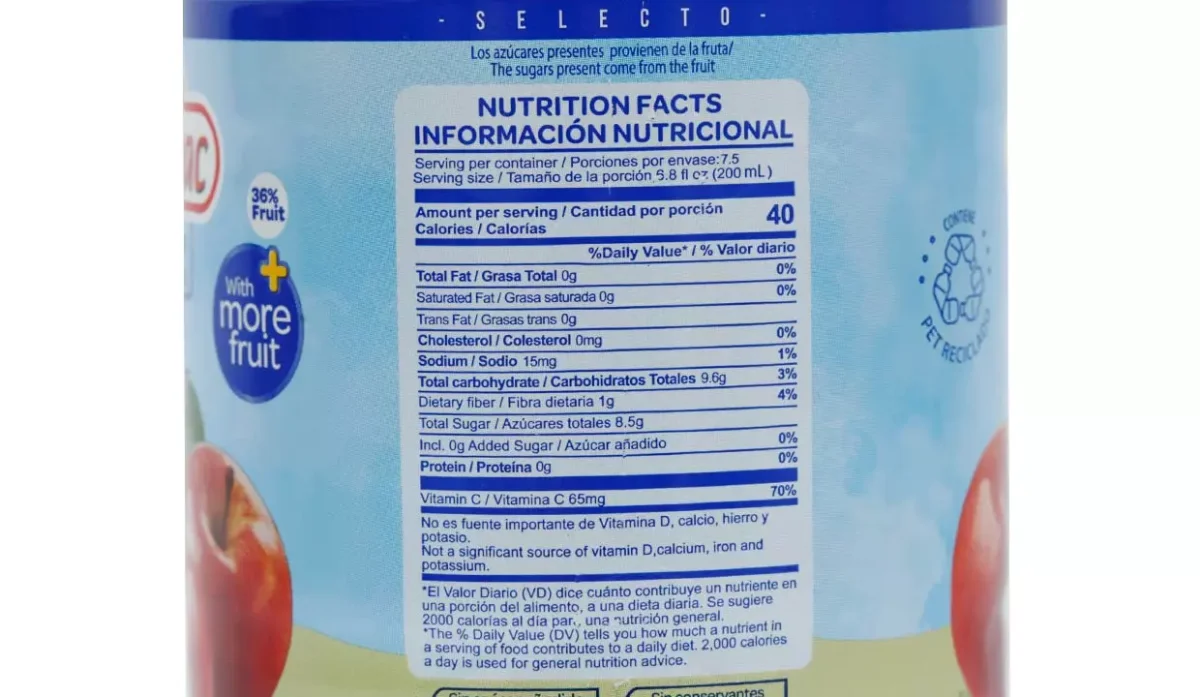 - SELECTO -
Los azúcares presentes provienen de la fruta/
The sugars present come from the fruit
NUTRITION FACTS
INFORMACIÓN NUTRICIONAL
Serving per container / Porciones por envase:7.5
Serving size / Tamaño de la porción 6.8 fl oz (200 mL)
Amount per serving / Cantidad por porción
Calories / Calorías 40
%Daily Value* / % Valor diario
Total Fat / Grasa Total 0g 0%
Saturated Fat / Grasa saturada 0g 0%
Trans Fat / Grasas trans 0g
Cholesterol / Colesterol 0mg 0%
Sodium / Sodio 15mg 1%
Total carbohydrate / Carbohidratos Totales 9.6g 3%
Dietary fiber / Fibra dietaria 1g 4%
Total Sugar / Azúcares totales 8.5g
Incl. 0g Added Sugar / Azúcar añadido 0%
Protein / Proteína 0g 0%
Vitamin C / Vitamina C 65mg 70%
No es fuente importante de Vitamina D, calcio, hierro y
potasio.
Not a significant source of vitamin D,calcium, iron and
potassium.
*El Valor Diario (VD) dice cuánto contribuye un nutriente en
una porción del alimento, a una dieta diaria. Se sugiere
2000 calorías al día para una nutrición general.
*The % Daily Value (DV) tells you how much a nutrient in
a serving of food contributes to a daily diet. 2,000 calories
a day is used for general nutrition advice.
36%
Fruit
With
more
fruit
CONTIENE
PET RECICLADO
Sin conservantes